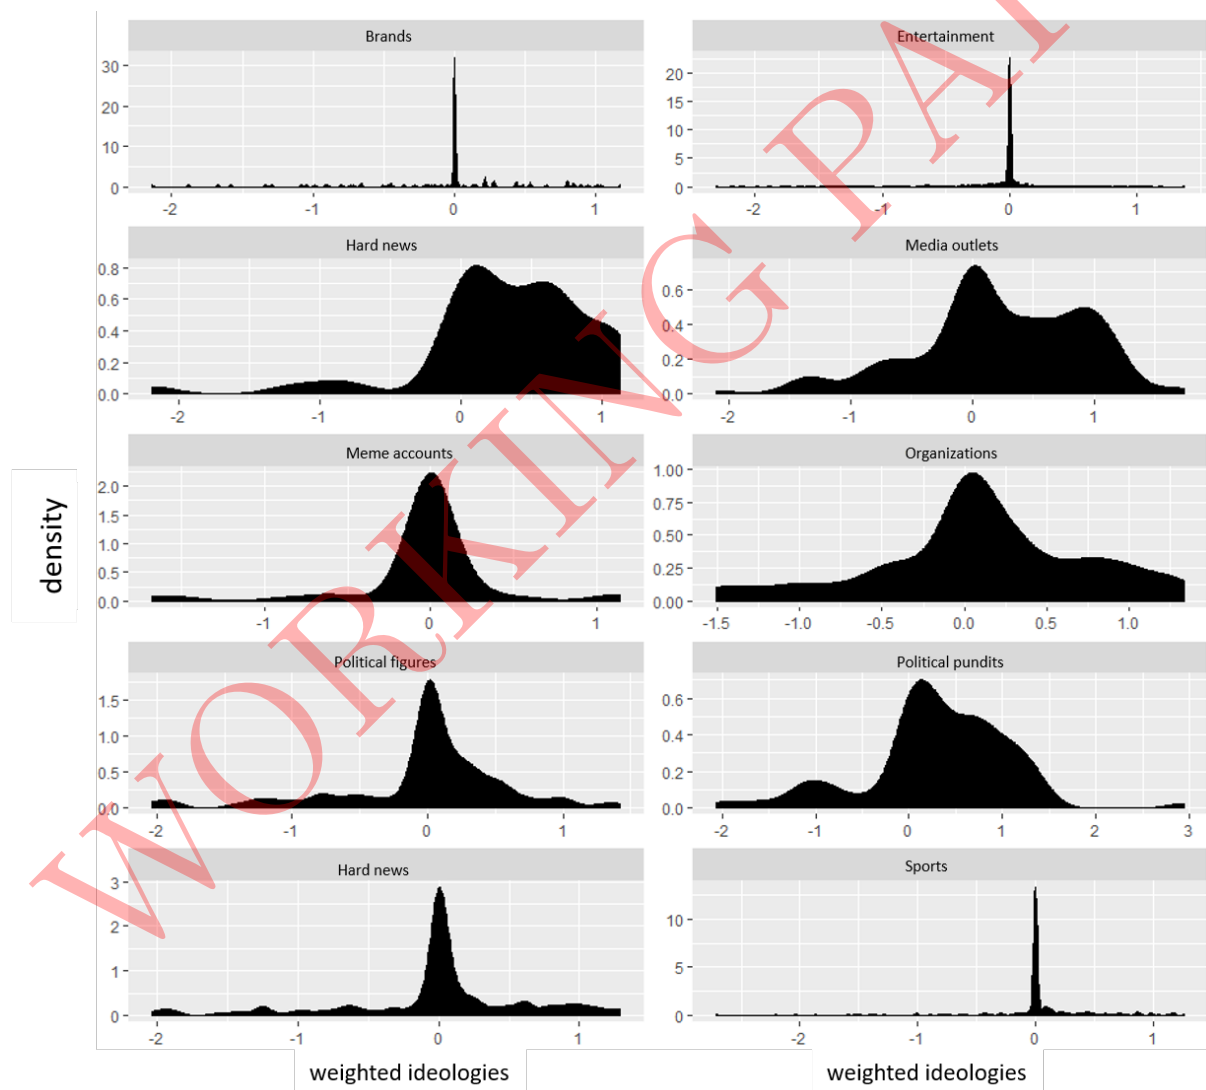 Brands
30
20
10
0
-2 -1 0 1
Entertainment
20
15
10
5
0
-2 -1 0 1
Hard news
0.8
0.6
0.4
0.2
0.0
-2 -1 0 1
Media outlets
0.6
0.4
0.2
0.0
-2 -1 0 1
Meme accounts
2.0
1.5
1.0
0.5
0.0
-1 0 1
Organizations
1.00
0.75
0.50
0.25
0.00
-1.5 -1.0 -0.5 0.0 0.5 1.0
density
Political figures
1.5
1.0
0.5
0.0
-2 -1 0 1
Political pundits
0.6
0.4
0.2
0.0
-2 -1 0 1 2 3
Hard news
3
2
1
0
-2 -1 0 1
Sports
10
5
0
-2 -1 0 1
weighted ideologies weighted ideologies
WORKING PA